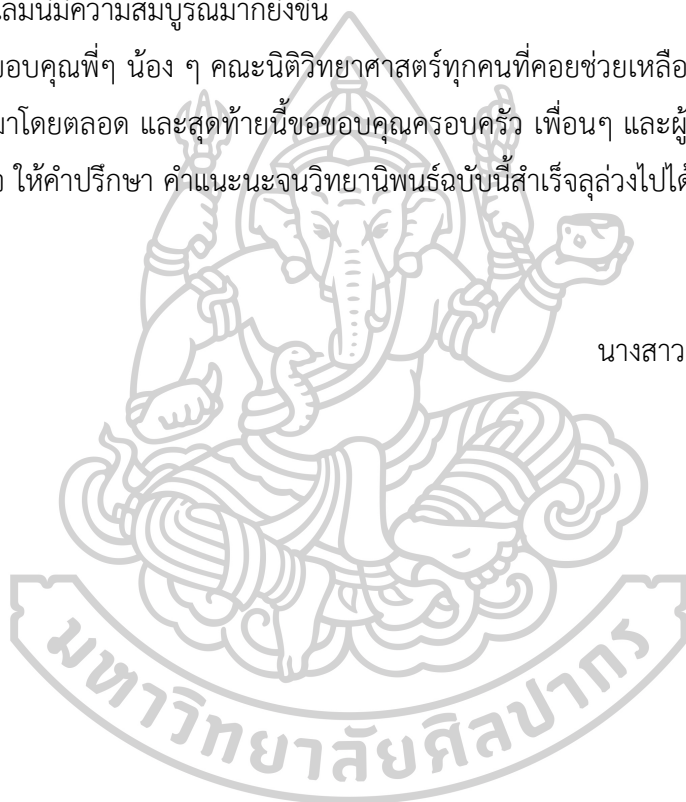 เล่มนี้มีความสมบูรณ์มากยิ่งขึ้น
ขอบคุณพี่ๆ น้อง ๆ คณะนิติวิทยาศาสตร์ทุกคนที่คอยช่วยเหลือ
มาโดยตลอด และสุดท้ายนี้ขอขอบคุณครอบครัว เพื่อนๆ และผู้
ให้คำปรึกษา คำแนะนะจนวิทยานิพนธ์ฉบับนี้สำเร็จลุล่วงไปได้
นางสาว
มหาวิทยาลัยศิลปากร